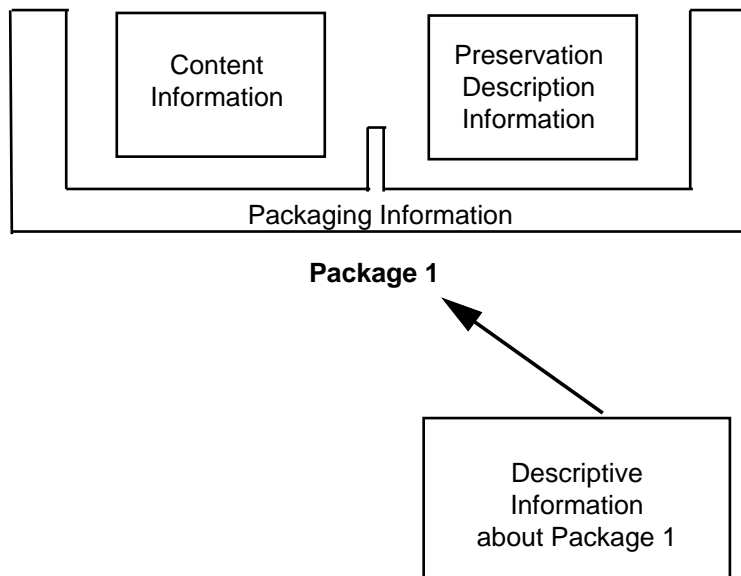 Content
Information
Preservation
Description
Information
Packaging Information
Package 1
Descriptive
Information
about Package 1